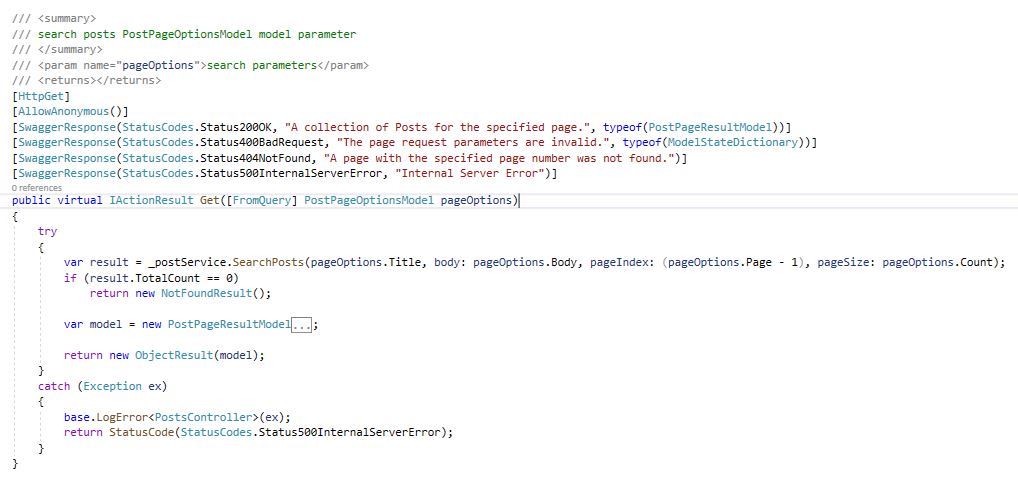 /// <summary>
/// search posts PostPageOptionsModel model parameter
/// </summary>
/// <param name="pageOptions">search parameters</param>
/// <returns></returns>
[HttpGet]
[AllowAnonymous()]
[SwaggerResponse(StatusCodes.Status200OK, "A collection of Posts for the specified page.", typeof(PostPageResultModel))]
[SwaggerResponse(StatusCodes.Status400BadRequest, "The page request parameters are invalid.", typeof(ModelStateDictionary))]
[SwaggerResponse(StatusCodes.Status404NotFound, "A page with the specified page number was not found.")]
[SwaggerResponse(StatusCodes.Status500InternalServerError, "Internal Server Error")]
0 references
public virtual IActionResult Get([FromQuery] PostPageOptionsModel pageOptions)
{
    try
    {
        var result = _postService.SearchPosts(pageOptions.Title, body: pageOptions.Body, pageIndex: (pageOptions.Page - 1), pageSize: pageOptions.Count);
        if (result.TotalCount == 0)
            return new NotFoundResult();
        var model = new PostPageResultModel...;
        return new ObjectResult(model);
    }
    catch (Exception ex)
    {
        base.LogError<PostsController>(ex);
        return StatusCode(StatusCodes.Status500InternalServerError);
    }
}